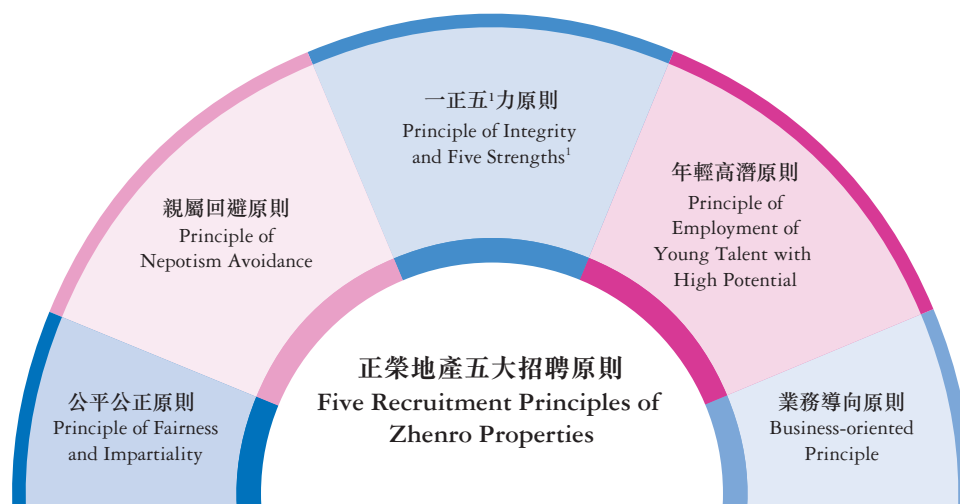 一正五¹力原則
Principle of Integrity
and Five Strengths¹
親屬回避原則
Principle of
Nepotism Avoidance
年輕高潛原則
Principle of
Employment of
Young Talent with
High Potential
公平公正原則
Principle of Fairness
and Impartiality
正榮地產五大招聘原則
Five Recruitment Principles of
Zhenro Properties
業務導向原則
Business-oriented
Principle